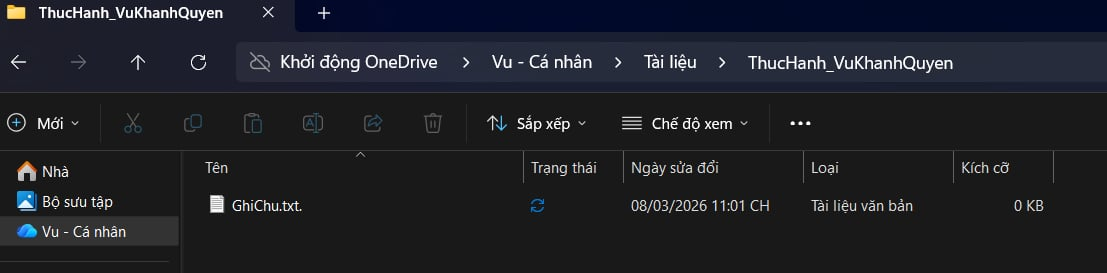 ThucHanh_VuKhanhQuyen
Khởi động OneDrive > Vu - Cá nhân > Tài liệu > ThucHanh_VuKhanhQuyen
Mới Sắp xếp Chế độ xem
Nhà
Bộ sưu tập
Vu - Cá nhân
Tên Trạng thái Ngày sửa đổi Loại Kích cỡ
GhiChu.txt. 08/03/2026 11:01 CH Tài liệu văn bản 0 KB